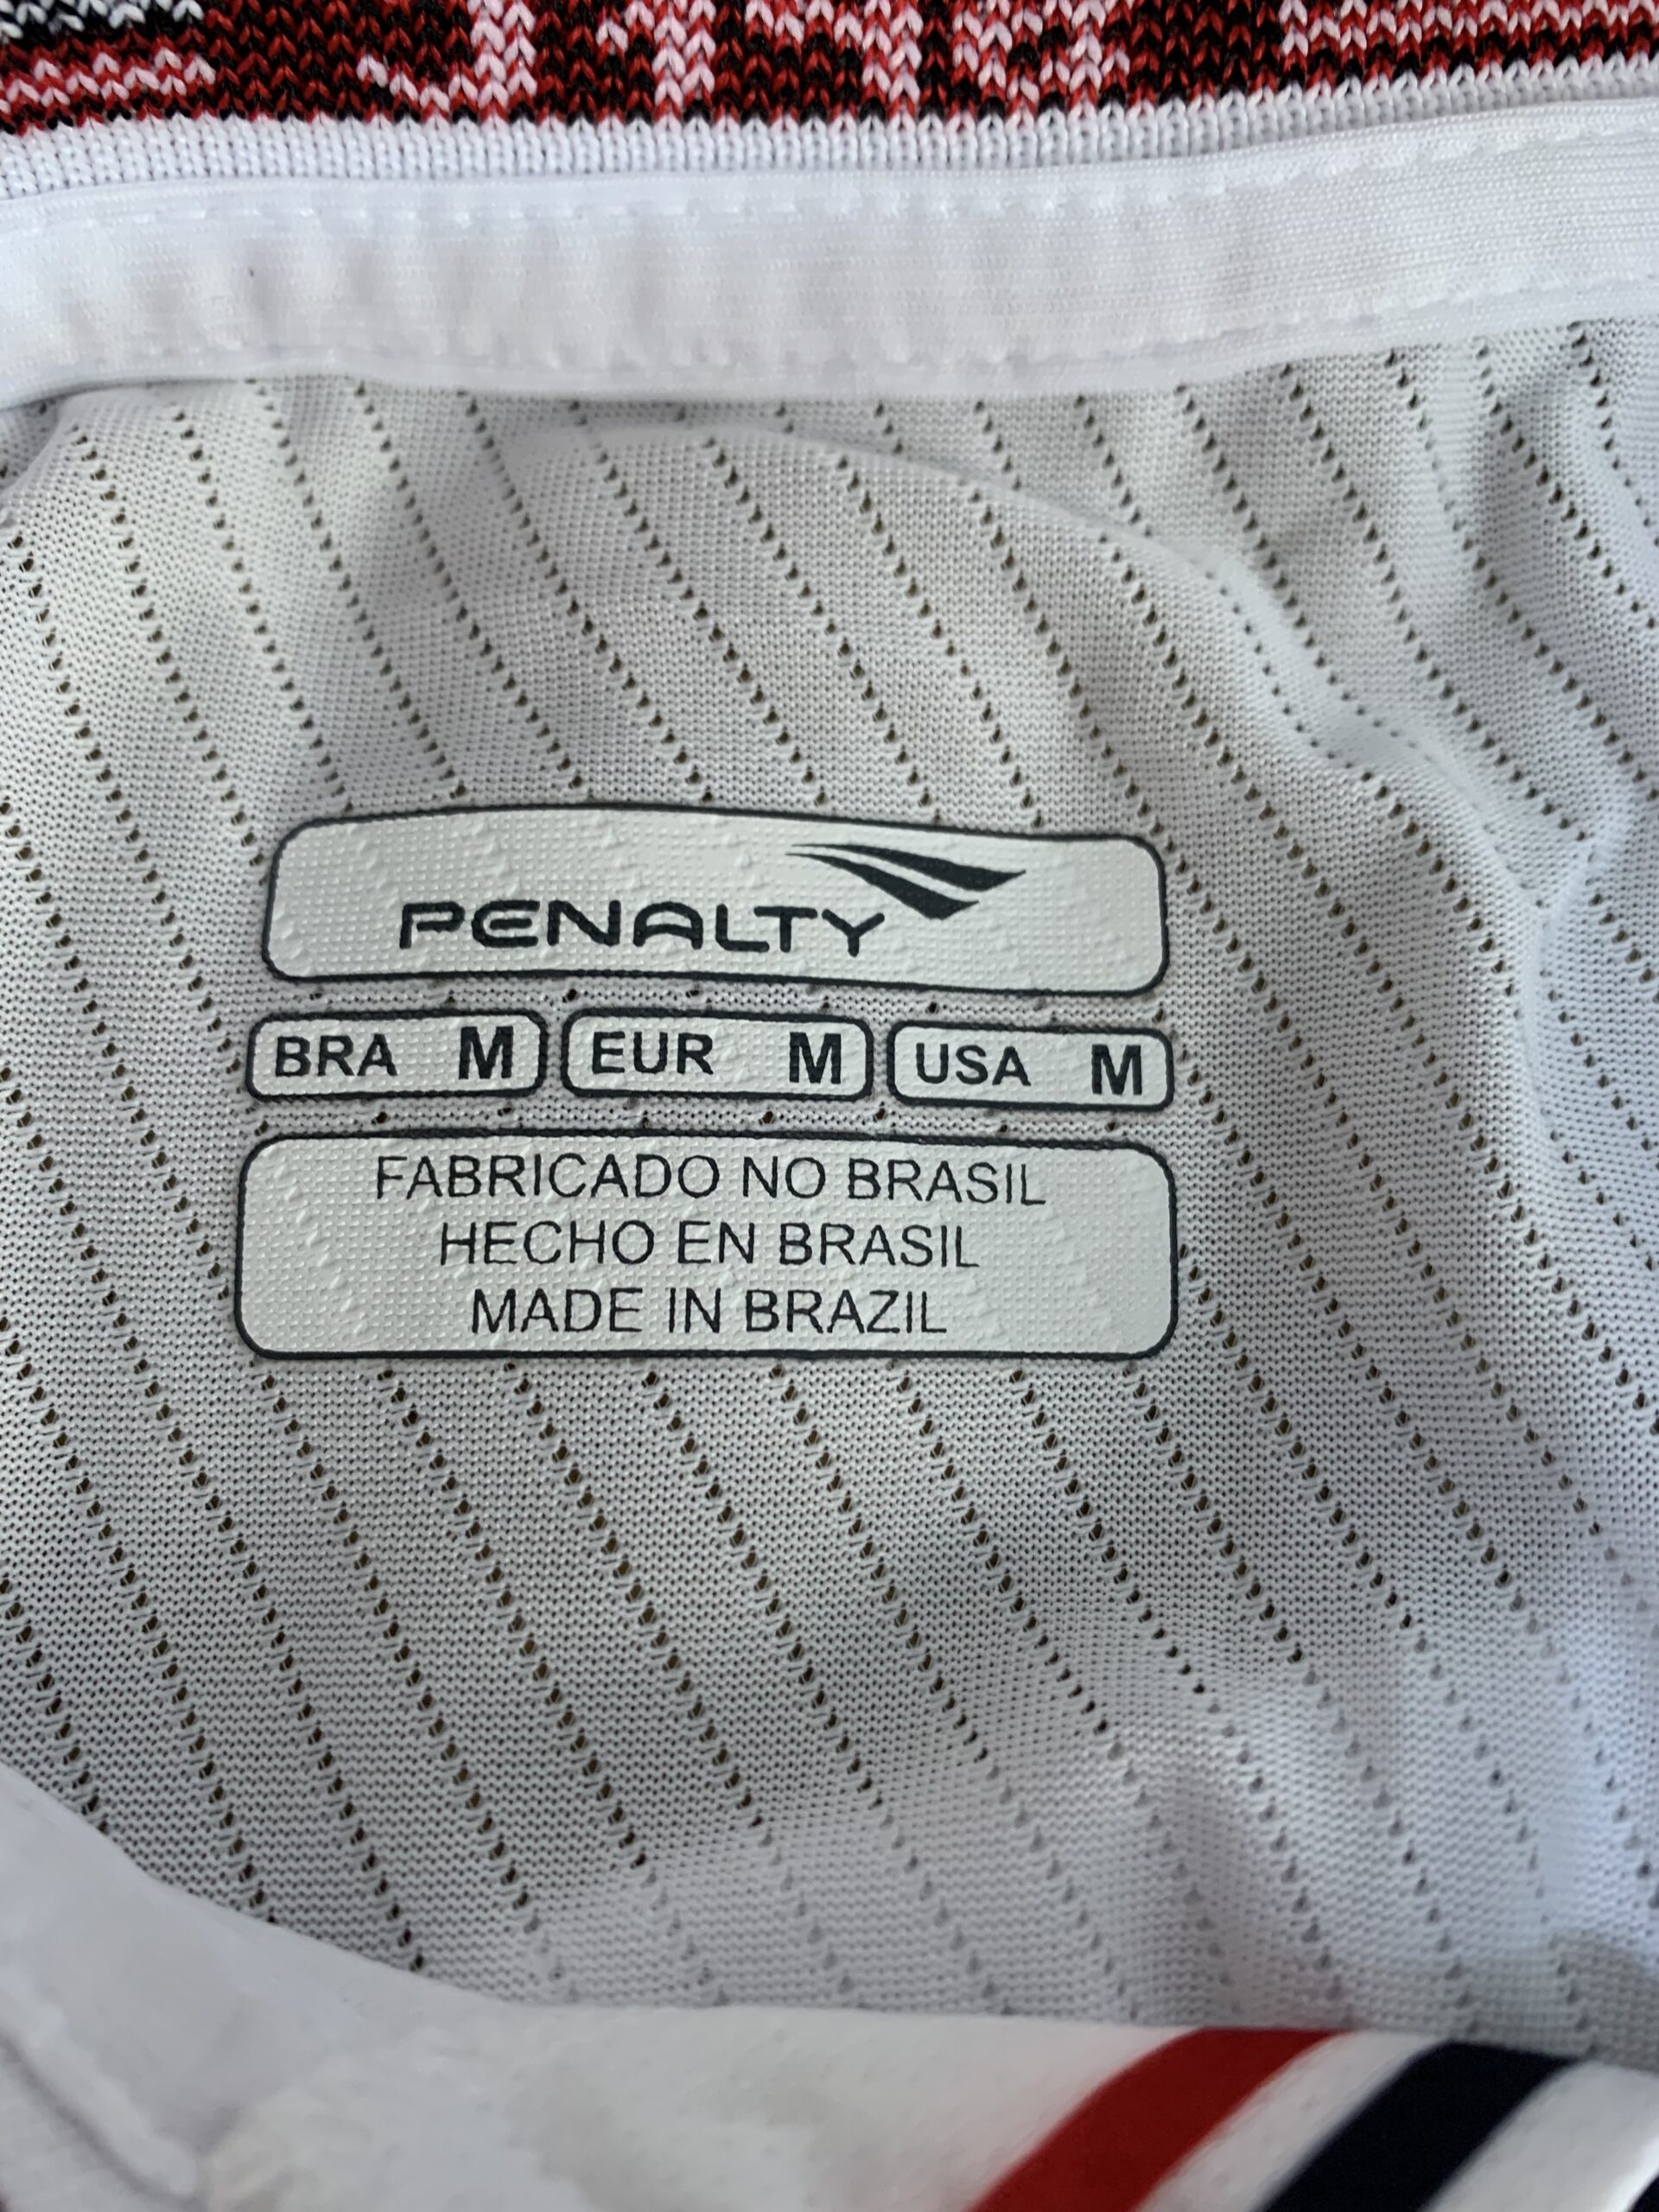 PENALTY
BRA M EUR M USA M
FABRICADO NO BRASIL
HECHO EN BRASIL
MADE IN BRAZIL